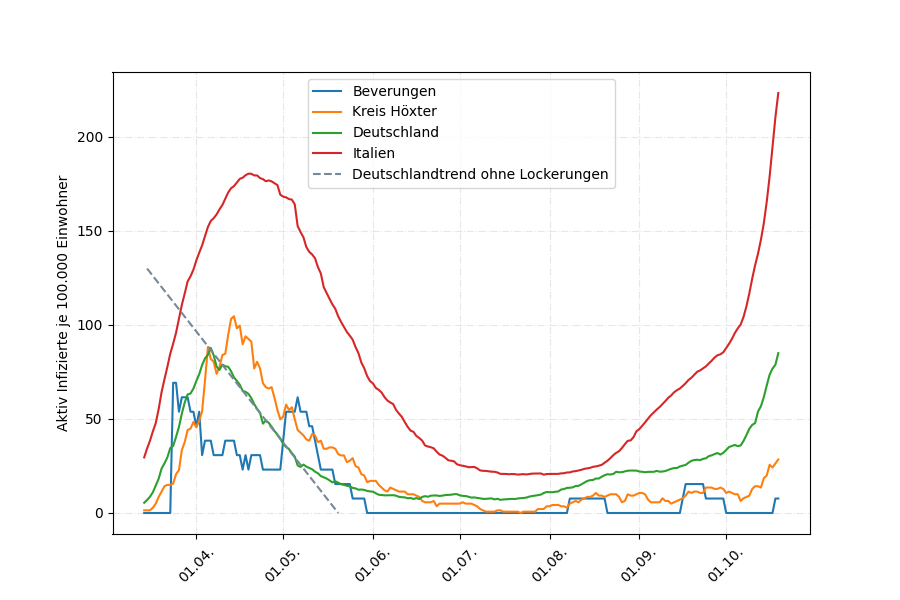 Beverungen
Kreis Höxter
Deutschland
Italien
Deutschlandtrend ohne Lockerungen
Aktiv Infizierte je 100.000 Einwohner
200
150
100
50
0
01.04. 01.05. 01.06. 01.07. 01.08. 01.09. 01.10.